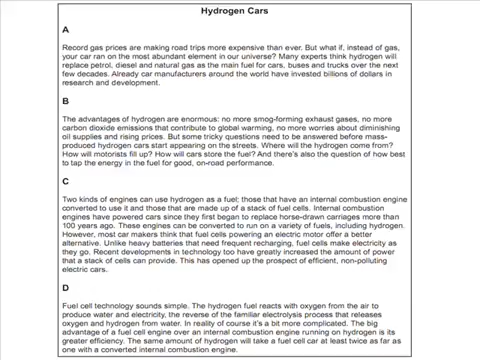 Hydrogen Cars
A
Record gas prices are making road trips more expensive than ever. But what if, instead of gas,
your car ran on the most abundant element in our universe? Many experts think hydrogen will
replace petrol, diesel and natural gas as the main fuel for cars, buses and trucks over the next
few decades. Already car manufacturers around the world have invested billions of dollars in
research and development.
B
The advantages of hydrogen are enormous: no more smog-forming exhaust gases, no more
carbon dioxide emissions that contribute to global warming, no more worries about diminishing
oil supplies and rising prices. But some tricky questions need to be answered before mass-
produced hydrogen cars start appearing on the streets. Where will the hydrogen come from?
How will motorists fill up? How will cars store the fuel? And there's also the question of how best
to tap the energy in the fuel for good, on-road performance.
C
Two kinds of engines can use hydrogen as a fuel; those that have an internal combustion engine
converted to use it and those that are made up of a stack of fuel cells. Internal combustion
engines have powered cars since they first began to replace horse-drawn carriages more than
100 years ago. These engines can be converted to run on a variety of fuels, including hydrogen.
However, most car makers think that fuel cells powering an electric motor offer a better
alternative. Unlike heavy batteries that need frequent recharging, fuel cells make electricity as
they go. Recent developments in technology too have greatly increased the amount of power
that a stack of cells can provide. This has opened up the prospect of efficient, non-polluting
electric cars.
D
Fuel cell technology sounds simple. The hydrogen fuel reacts with oxygen from the air to
produce water and electricity, the reverse of the familiar electrolysis process that releases
oxygen and hydrogen from water. In reality of course it's a bit more complicated. The big
advantage of a fuel cell engine over an internal combustion engine running on hydrogen is its
greater efficiency. The same amount of hydrogen will take a fuel cell car at least twice as far as
one with a converted internal combustion engine.